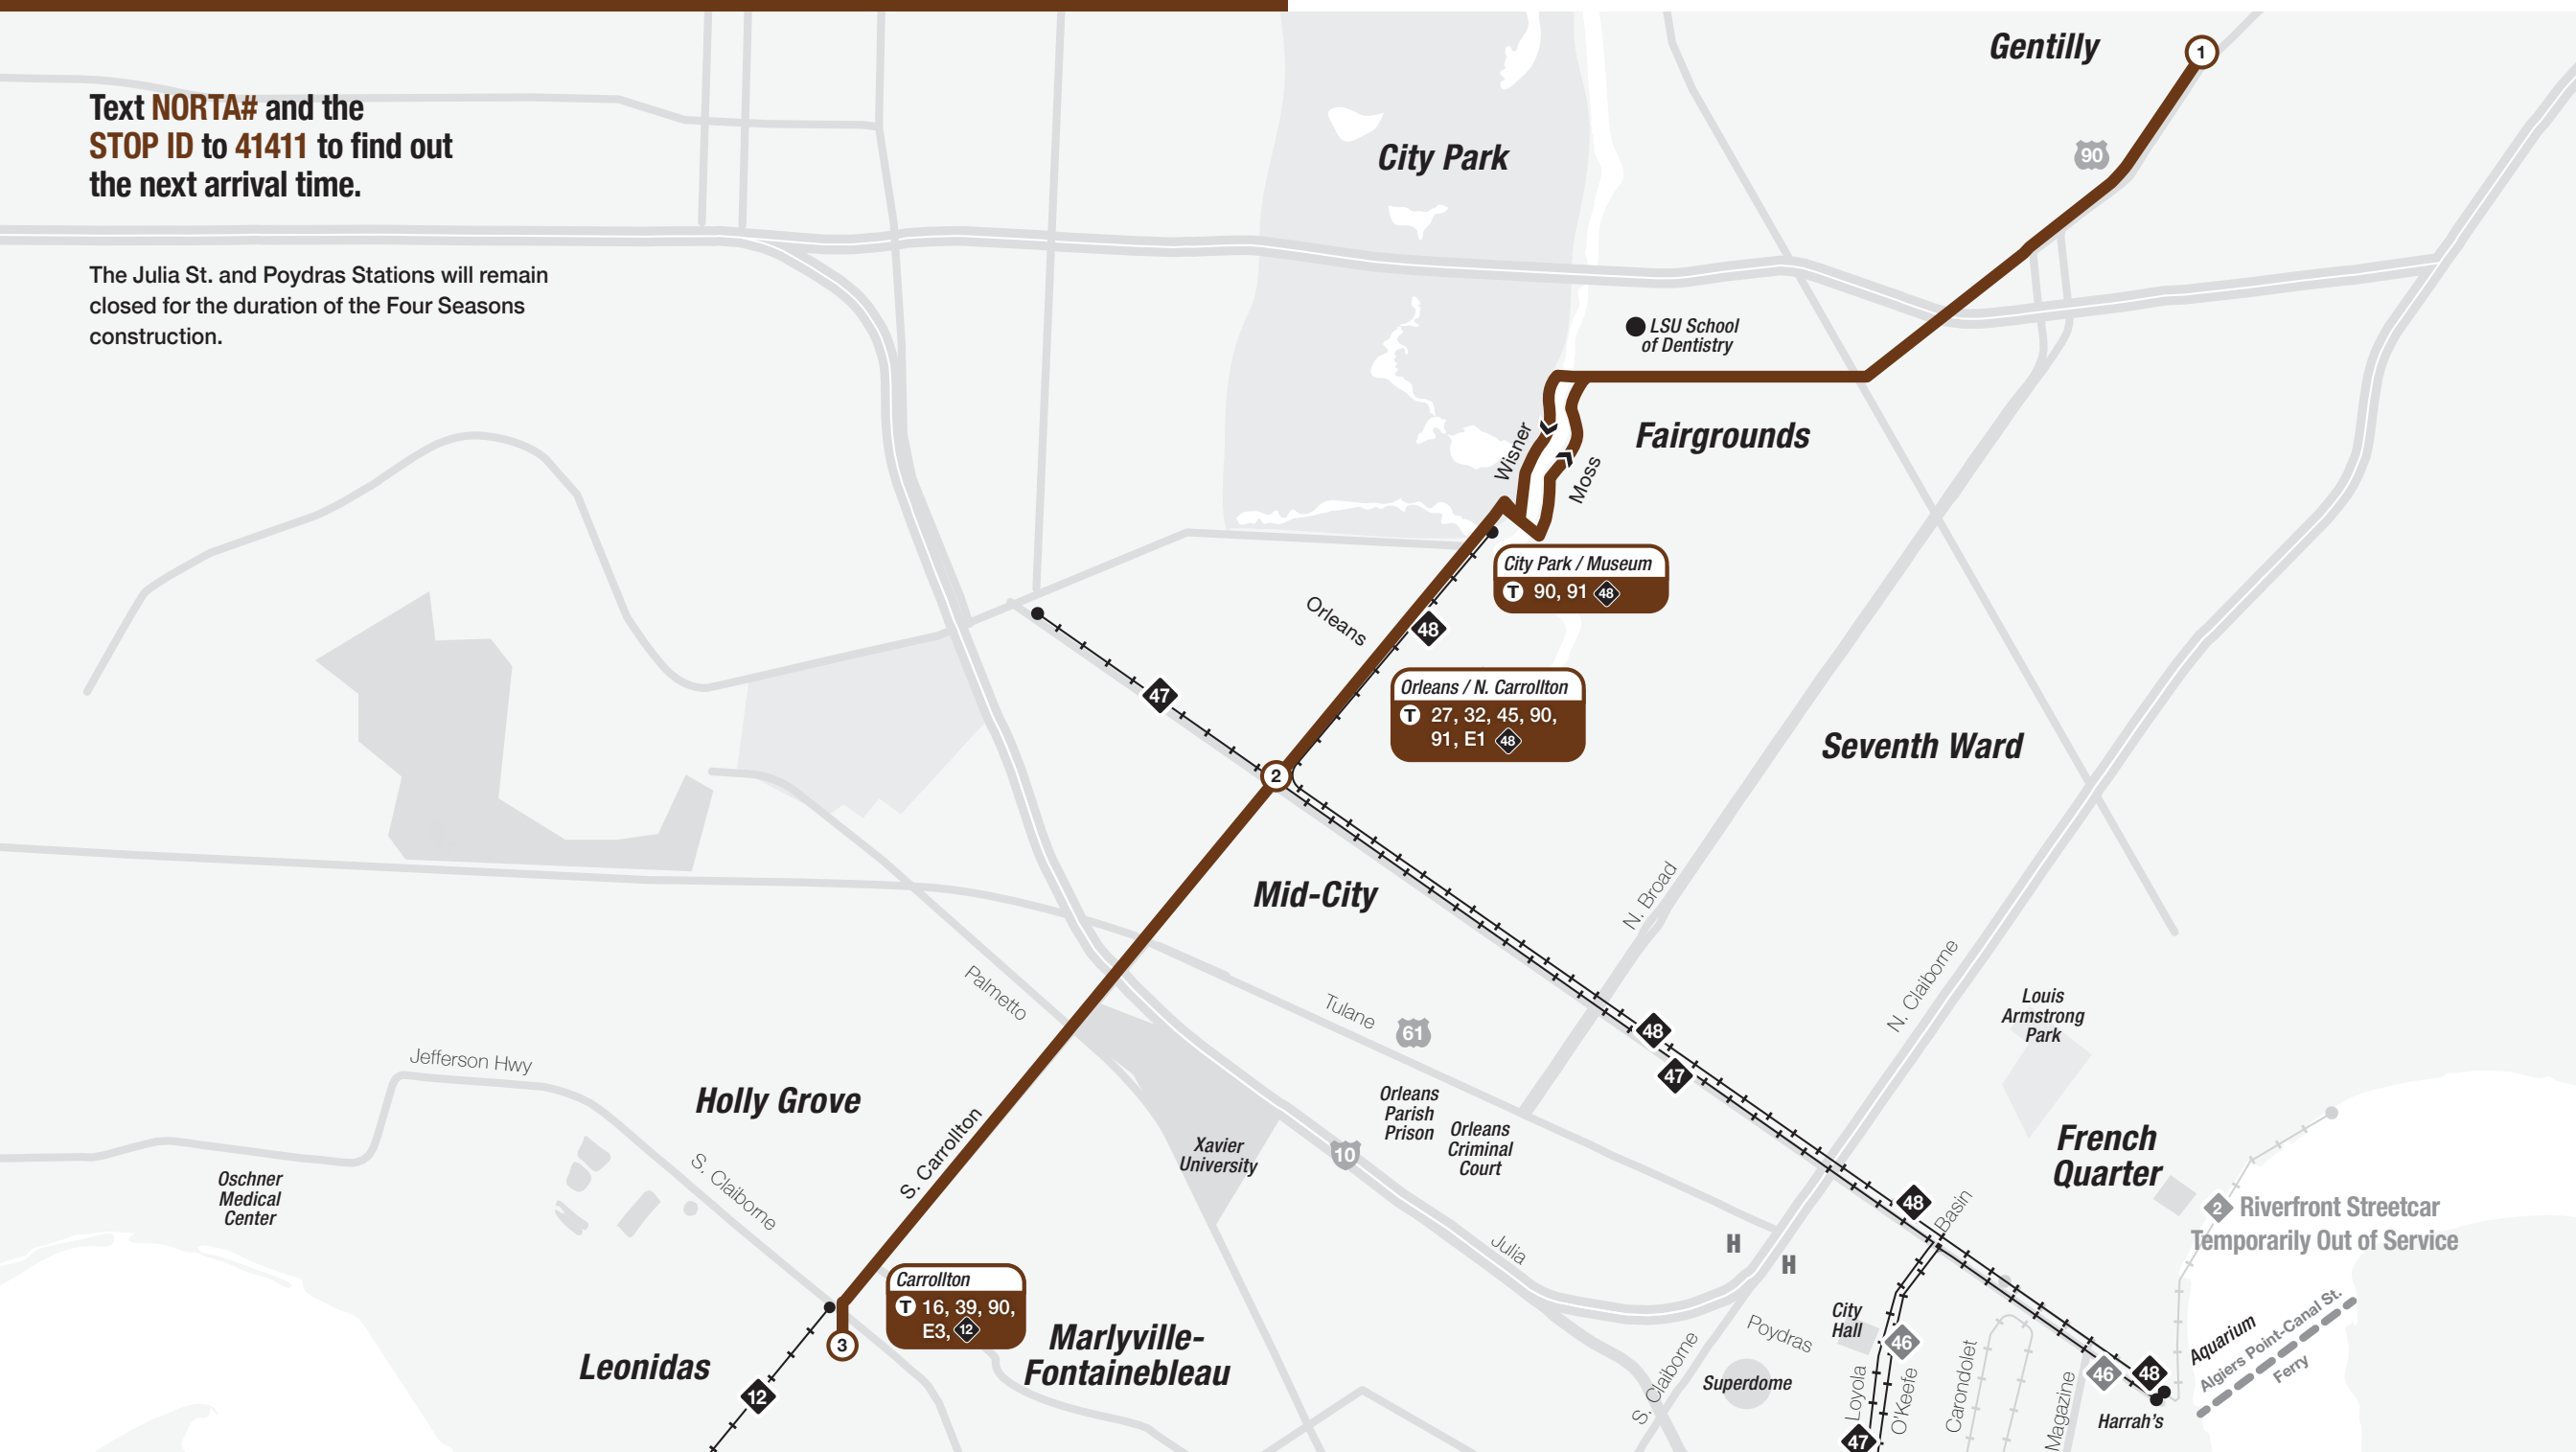 Text NORTA# and the
STOP ID to 41411 to find out
the next arrival time.
The Julia St. and Poydras Stations will remain
closed for the duration of the Four Seasons
construction.
Gentilly
1
90
City Park
LSU School
of Dentistry
Fairgrounds
Wisner
Moss
City Park / Museum
T 90, 91 48
Orleans
48
Orleans / N. Carrollton
T 27, 32, 45, 90,
91, E1 48
47
2
Seventh Ward
Mid-City
N. Broad
N. Claiborne
Palmetto
Tulane
61
Louis
Armstrong
Park
48
47
Jefferson Hwy
Holly Grove
S. Carrollton
Orleans
Parish
Prison
Orleans
Criminal
Court
Xavier
University
10
French
Quarter
Oschner
Medical
Center
S. Claiborne
48
Basin
2 Riverfront Streetcar
Temporarily Out of Service
Julia
H
H
Carrollton
T 16, 39, 90,
E3, 12
3
Marlyville-
Fontainebleau
Leonidas
12
City
Hall
46
Poydras
Superdome
S. Claiborne
Loyola
O'Keefe
Carondolet
Magazine
47
46
48
Harrah's
Aquarium
Algiers Point-Canal St.
Ferry